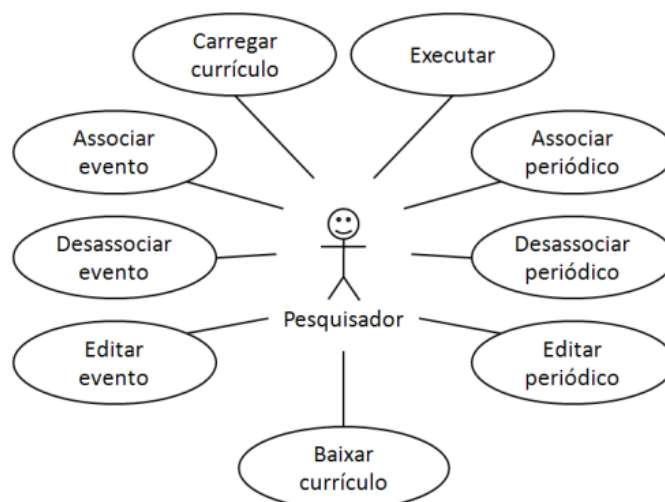 Carregar
currículo
Executar
Associar
evento
Associar
periódico
Desassociar
evento
Desassociar
periódico
Pesquisador
Editar
evento
Editar
periódico
Baixar
currículo